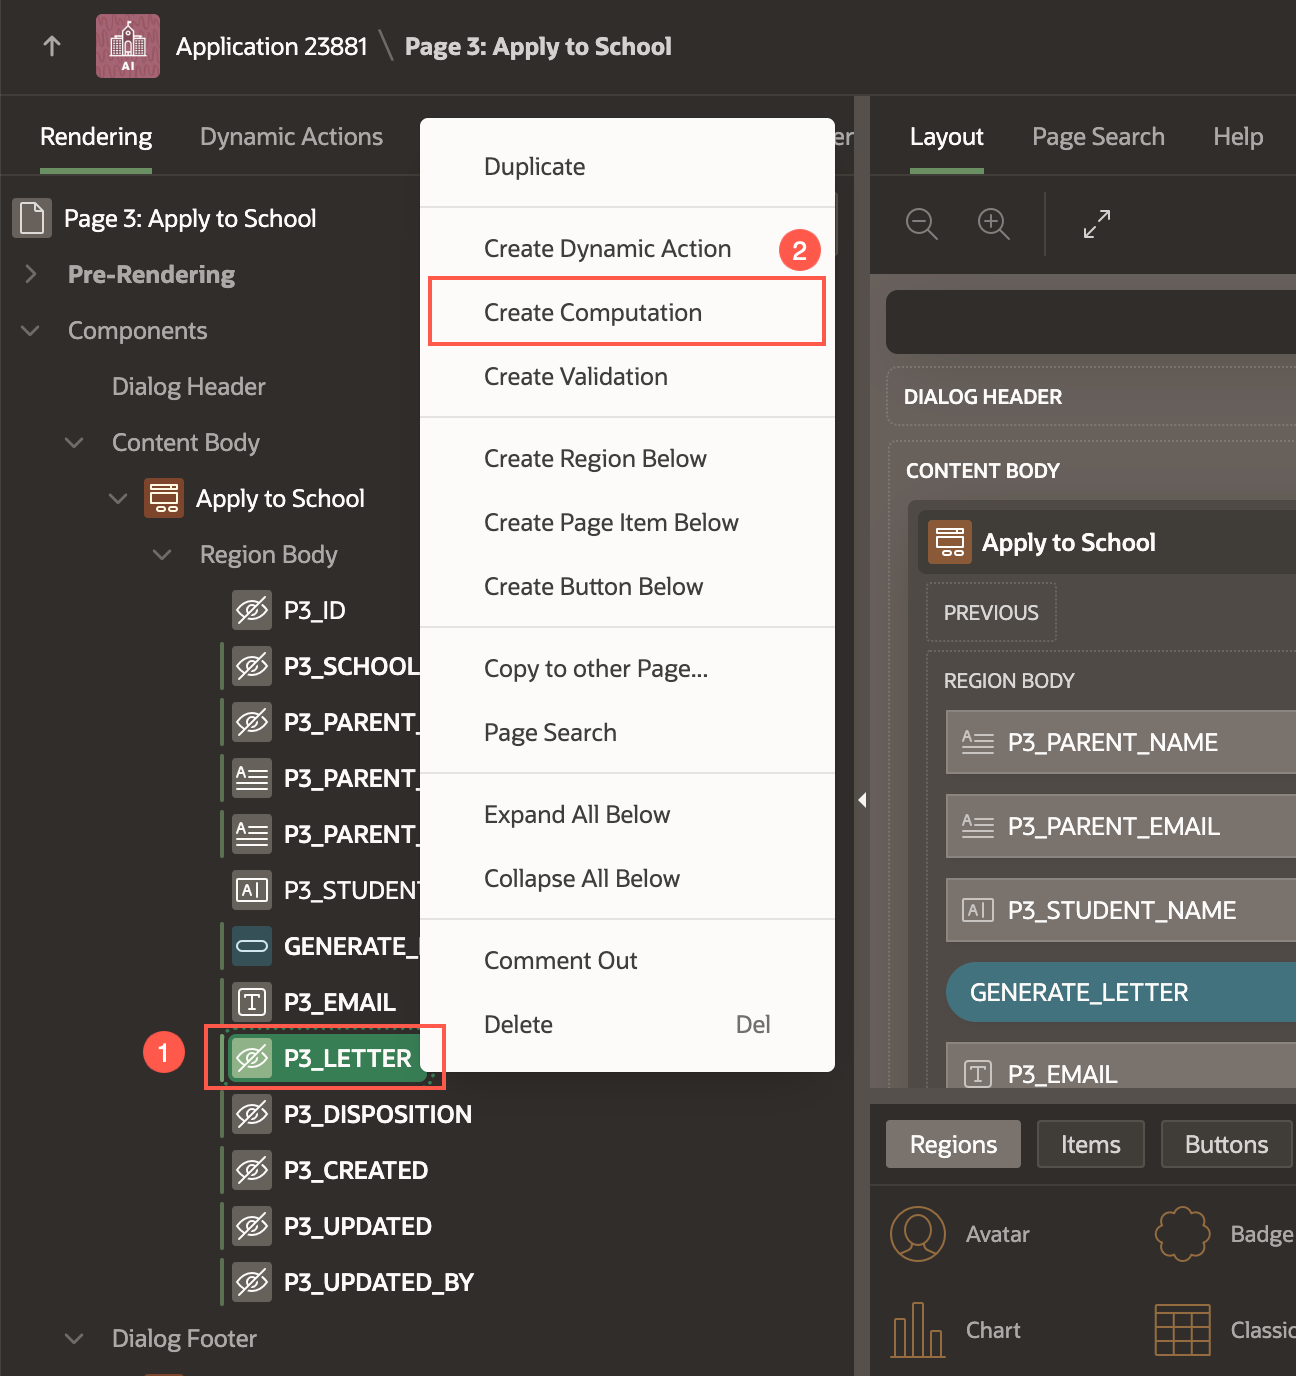 AI
Application 23881 \ Page 3: Apply to School
Rendering
Dynamic Actions
Page 3: Apply to School
Pre-Rendering
Components
Dialog Header
Content Body
Apply to School
Region Body
P3_ID
P3_SCHOOL
P3_PARENT_
P3_PARENT_
P3_PARENT_
P3_STUDENT
GENERATE_
P3_EMAIL
1
P3_LETTER
P3_DISPOSITION
P3_CREATED
P3_UPDATED
P3_UPDATED_BY
Dialog Footer
Duplicate
Create Dynamic Action
2
Create Computation
Create Validation
Create Region Below
Create Page Item Below
Create Button Below
Copy to other Page...
Page Search
Expand All Below
Collapse All Below
Comment Out
Delete Del
er
Layout
Page Search
Help
DIALOG HEADER
CONTENT BODY
Apply to School
PREVIOUS
REGION BODY
P3_PARENT_NAME
P3_PARENT_EMAIL
P3_STUDENT_NAME
GENERATE_LETTER
P3_EMAIL
Regions
Items
Buttons
Avatar
Badge
Chart
Classic